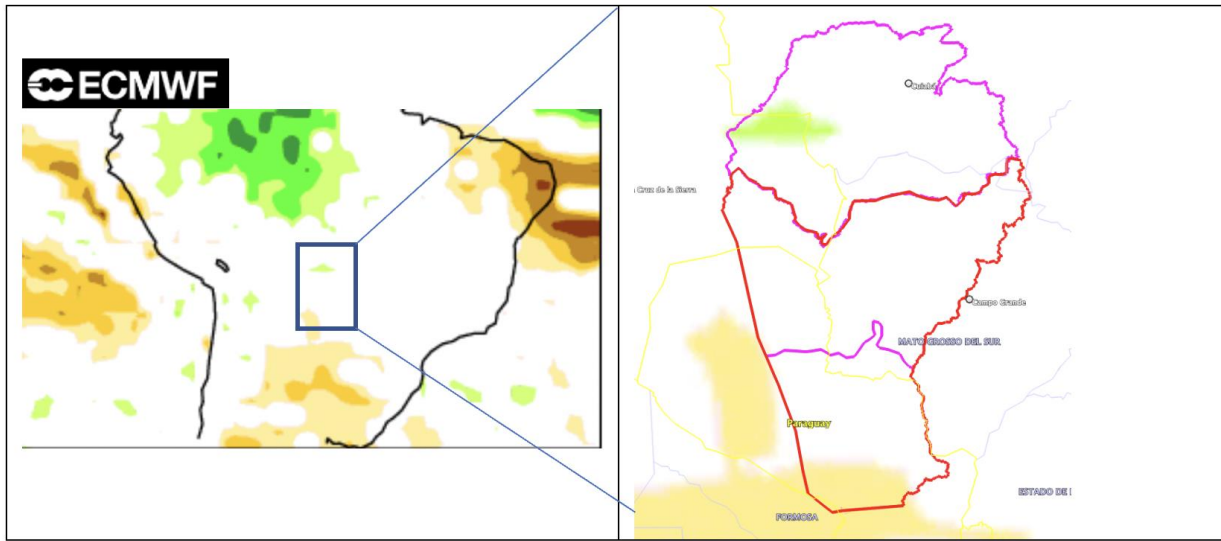 ECMWF
Cuiabá
a Cruz de la Sierra
Campo Grande
MATO GROSSO DEL SUR
Paraguay
ESTADO DE
FORMOSA